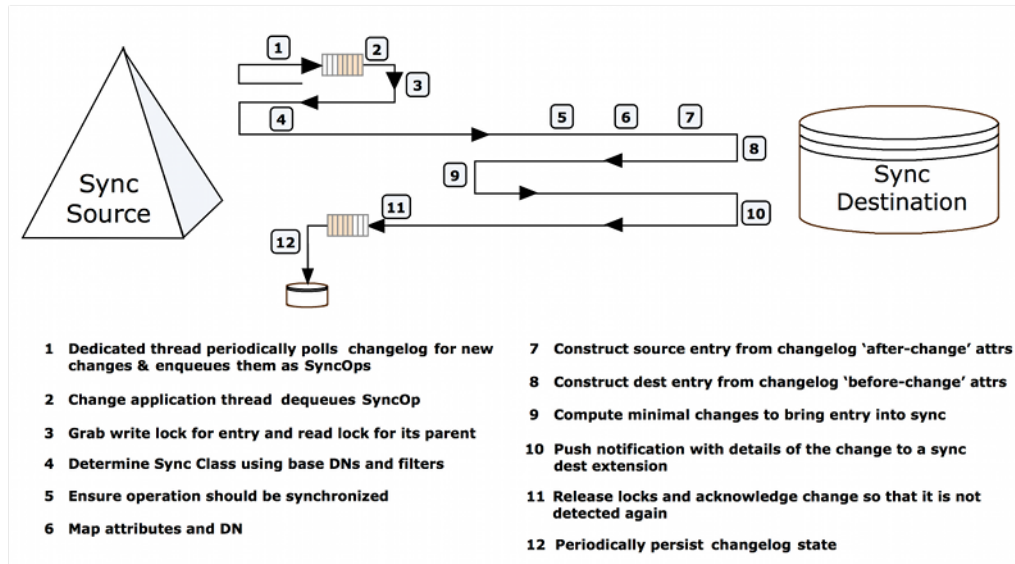 1
2
3
4
5
6
7
8
9
10
11
12
Sync
Source
Sync
Destination
1 Dedicated thread periodically polls changelog for new
changes & enqueues them as SyncOps
2 Change application thread dequeues SyncOp
3 Grab write lock for entry and read lock for its parent
4 Determine Sync Class using base DNs and filters
5 Ensure operation should be synchronized
6 Map attributes and DN
7 Construct source entry from changelog ‘after-change’ attrs
8 Construct dest entry from changelog ‘before-change’ attrs
9 Compute minimal changes to bring entry into sync
10 Push notification with details of the change to a sync
dest extension
11 Release locks and acknowledge change so that it is not
detected again
12 Periodically persist changelog state